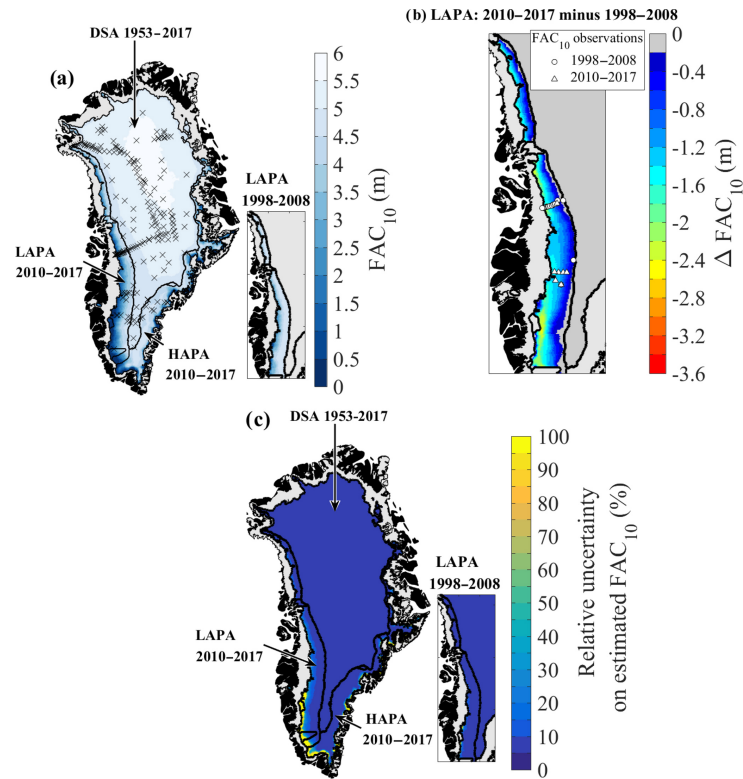 DSA 1953−2017
(a)
6
5.5
5
4.5
4
3.5
3
2.5
2
1.5
1
0.5
0
FAC10 (m)
LAPA
1998−2008
LAPA
2010−2017
HAPA
2010−2017
(b) LAPA: 2010−2017 minus 1998−2008
FAC10 observations
1998−2008
2010−2017
0
-0.4
-0.8
-1.2
-1.6
-2
-2.4
-2.8
-3.2
-3.6
Δ FAC10 (m)
(c)
DSA 1953-2017
LAPA
1998−2008
LAPA
2010−2017
HAPA
2010−2017
100
90
80
70
60
50
40
30
20
10
0
Relative uncertainty
on estimated FAC10 (%)